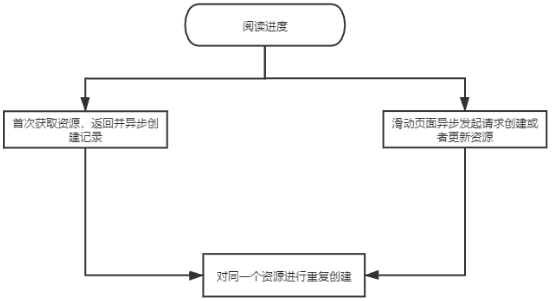 阅读进度
首次获取资源，返回并异步创
建记录
滑动页面异步发起请求创建或
者更新资源
对同一个资源进行重复创建